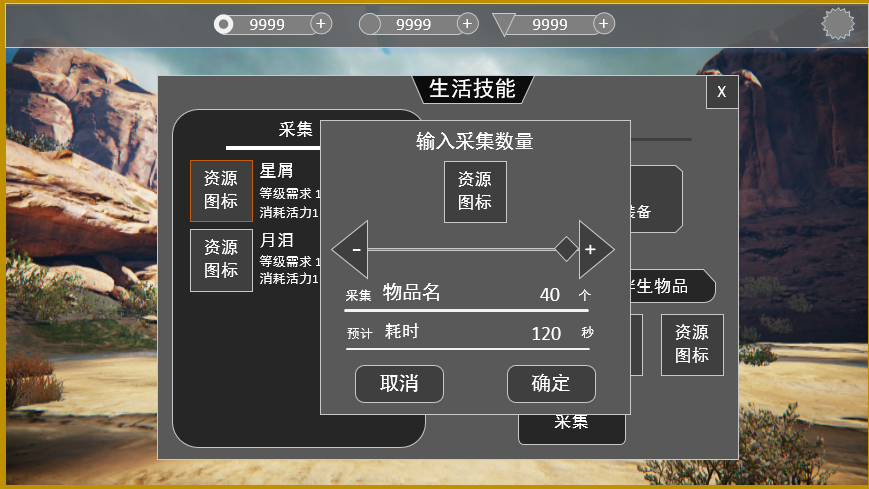 9999 +
9999 +
9999 +
生活技能
X
采集
输入采集数量
资源
图标
星屑
等级需求 1
消耗活力1
资源
图标
月泪
等级需求 1
消耗活力1
资源
图标
- +
采集 物品名 40 个
预计 耗时 120 秒
取消 确定
装备
生物品
资源
图标
采集